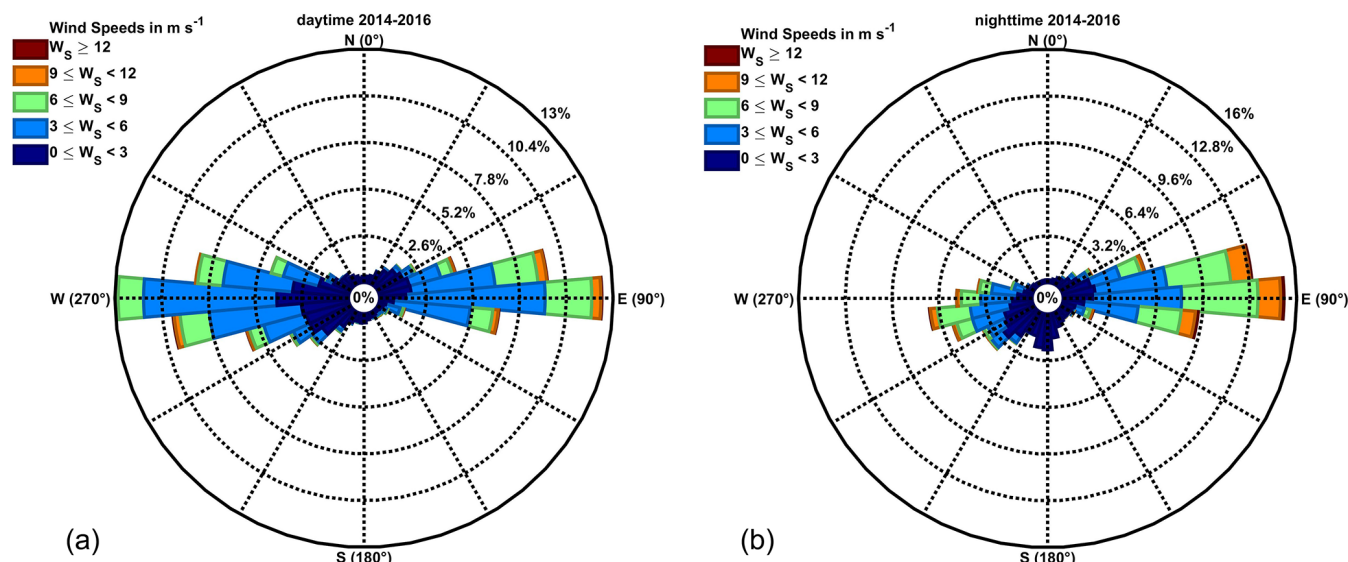 daytime 2014-2016
Wind Speeds in m s⁻¹
N (0°)
W_S ≥ 12
9 ≤ W_S < 12
6 ≤ W_S < 9
3 ≤ W_S < 6
0 ≤ W_S < 3
13%
10.4%
7.8%
5.2%
2.6%
0%
W (270°)
E (90°)
S (180°)
(a)
nighttime 2014-2016
Wind Speeds in m s⁻¹
N (0°)
W_S ≥ 12
9 ≤ W_S < 12
6 ≤ W_S < 9
3 ≤ W_S < 6
0 ≤ W_S < 3
16%
12.8%
9.6%
6.4%
3.2%
0%
W (270°)
E (90°)
S (180°)
(b)